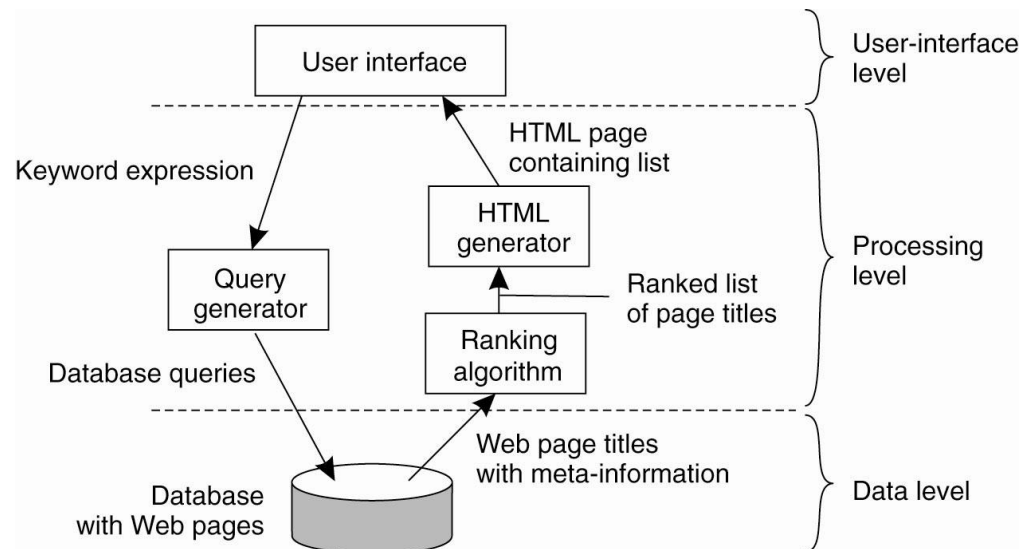 User interface
User-interface
level
Keyword expression
HTML page
containing list
HTML
generator
Processing
level
Query
generator
Ranked list
of page titles
Ranking
algorithm
Database queries
Web page titles
with meta-information
Database
with Web pages
Data level